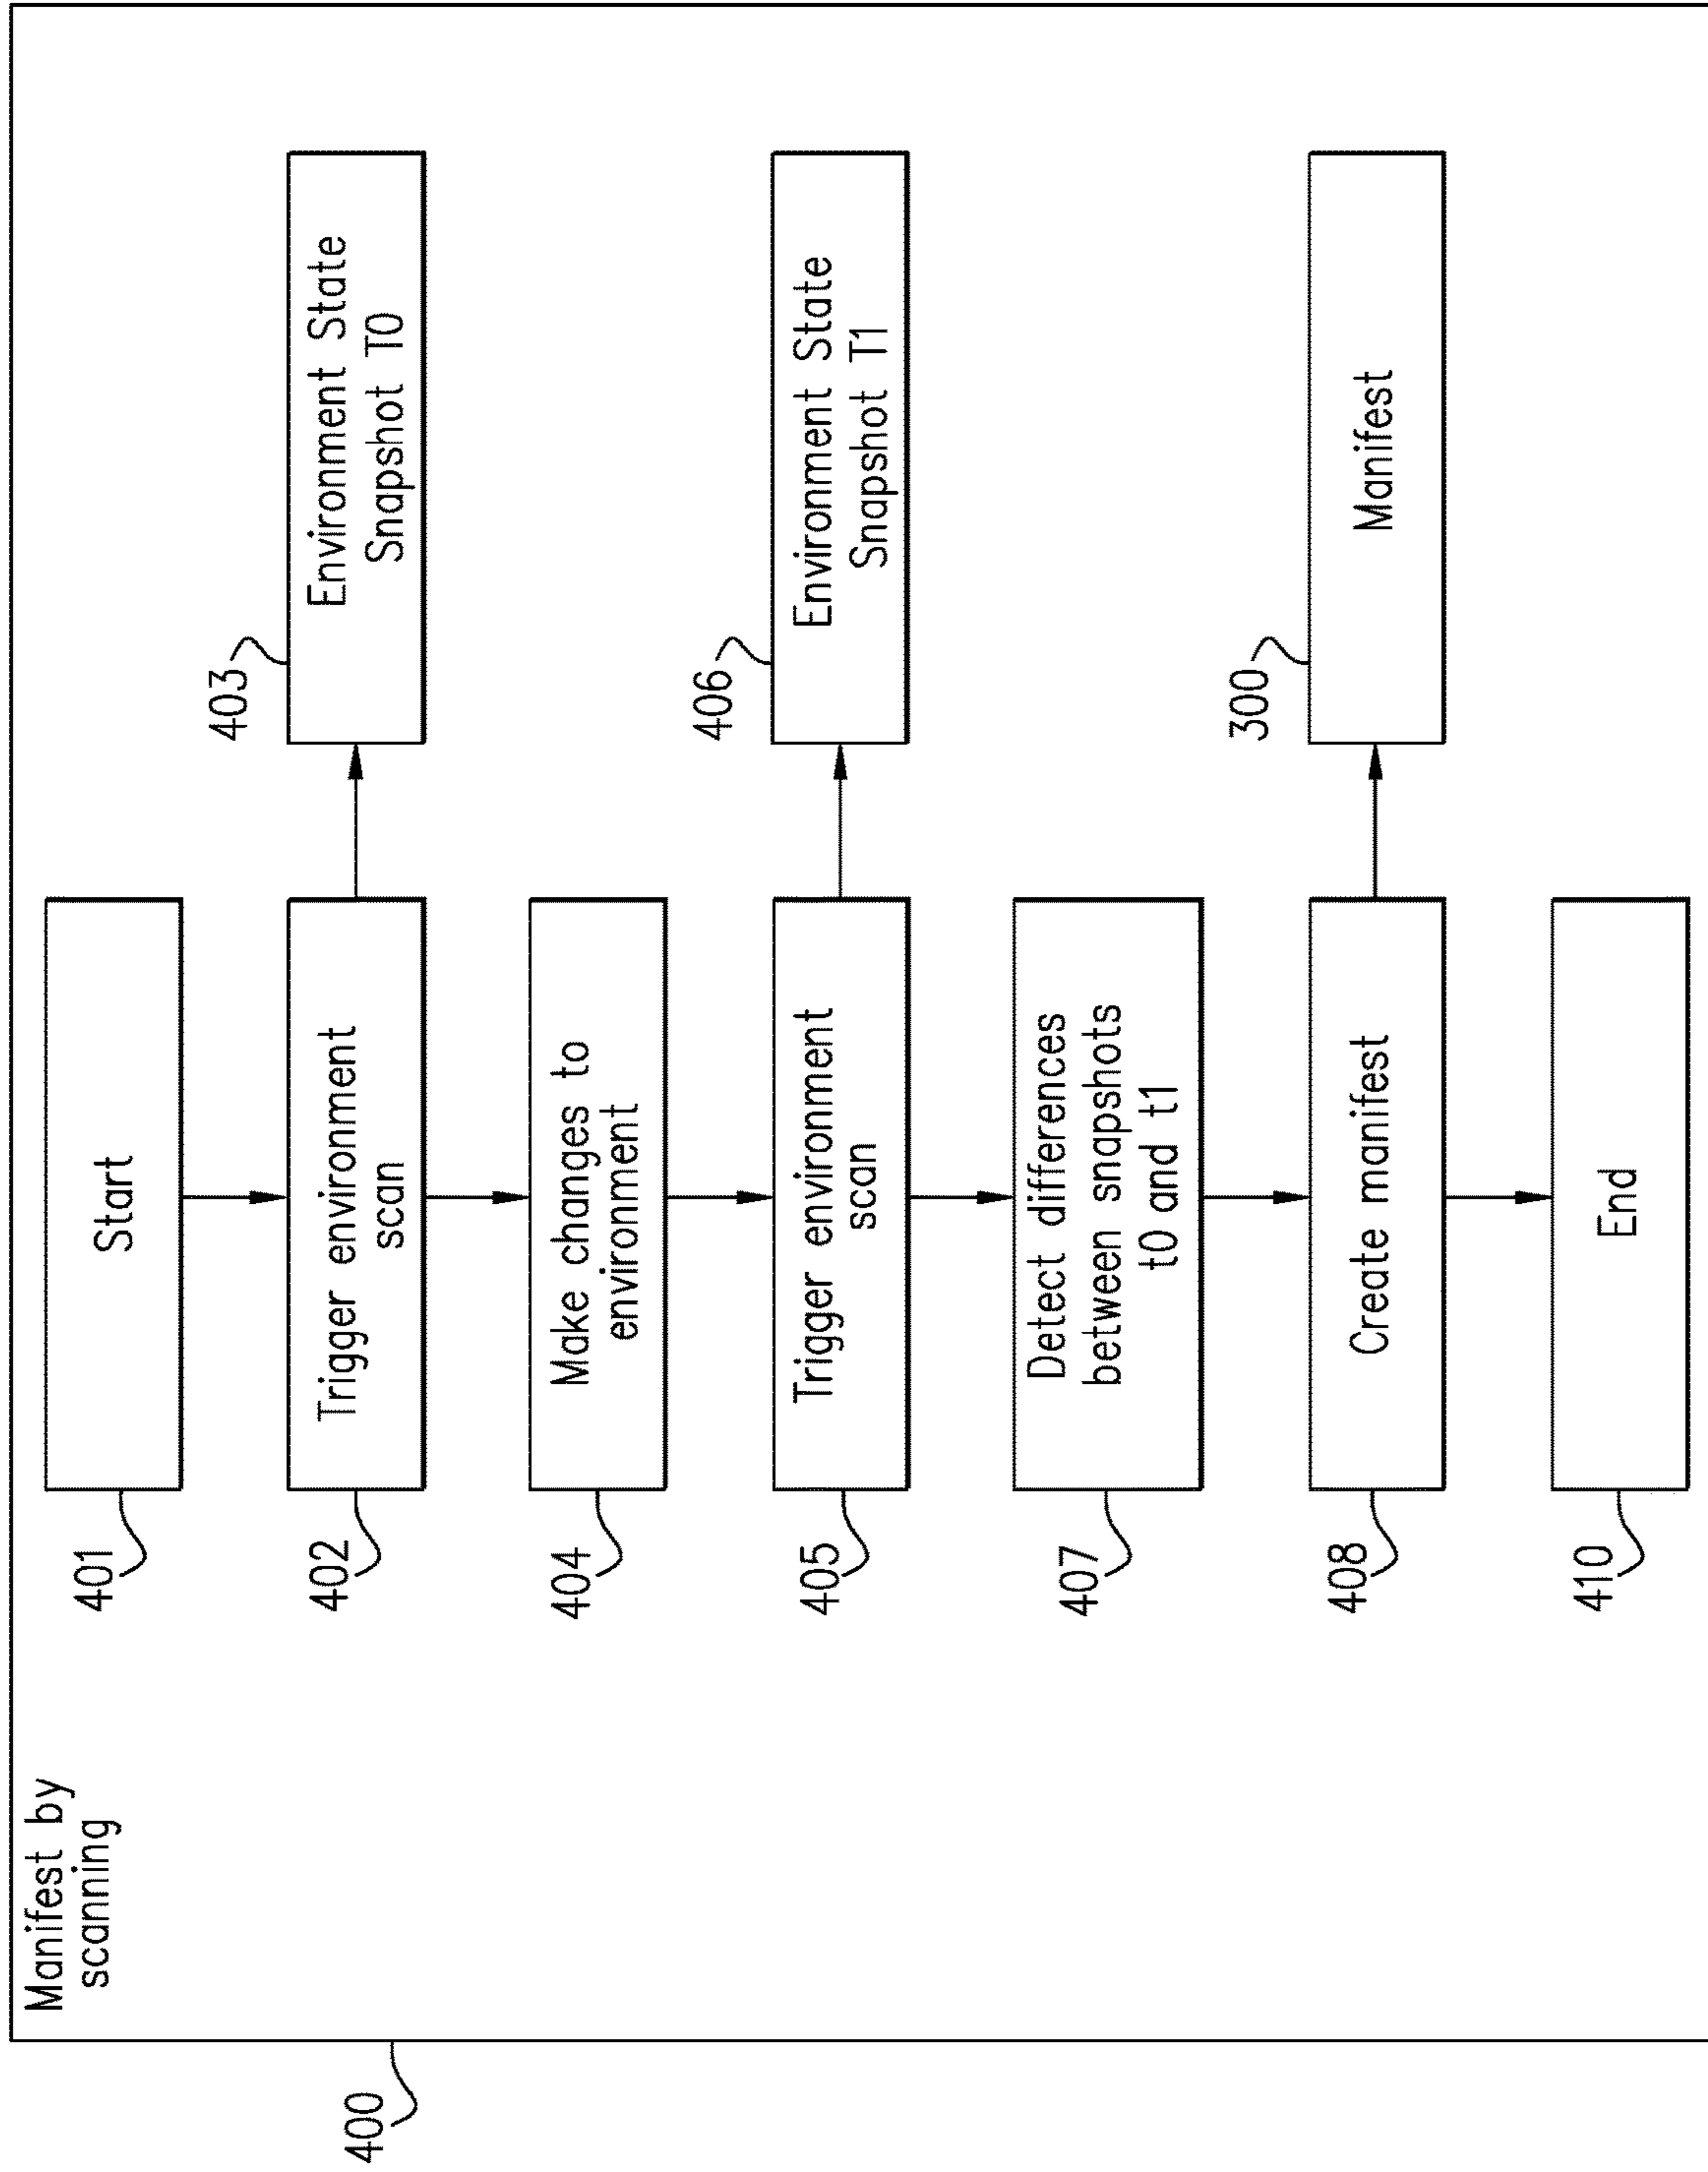 Manifest by
scanning
400
401
Start
402
Trigger environment
scan
403
Environment State
Snapshot T0
404
Make changes to
environment
405
Trigger environment
scan
406
Environment State
Snapshot T1
407
Detect differences
between snapshots
t0 and t1
408
Create manifest
300
Manifest
410
End